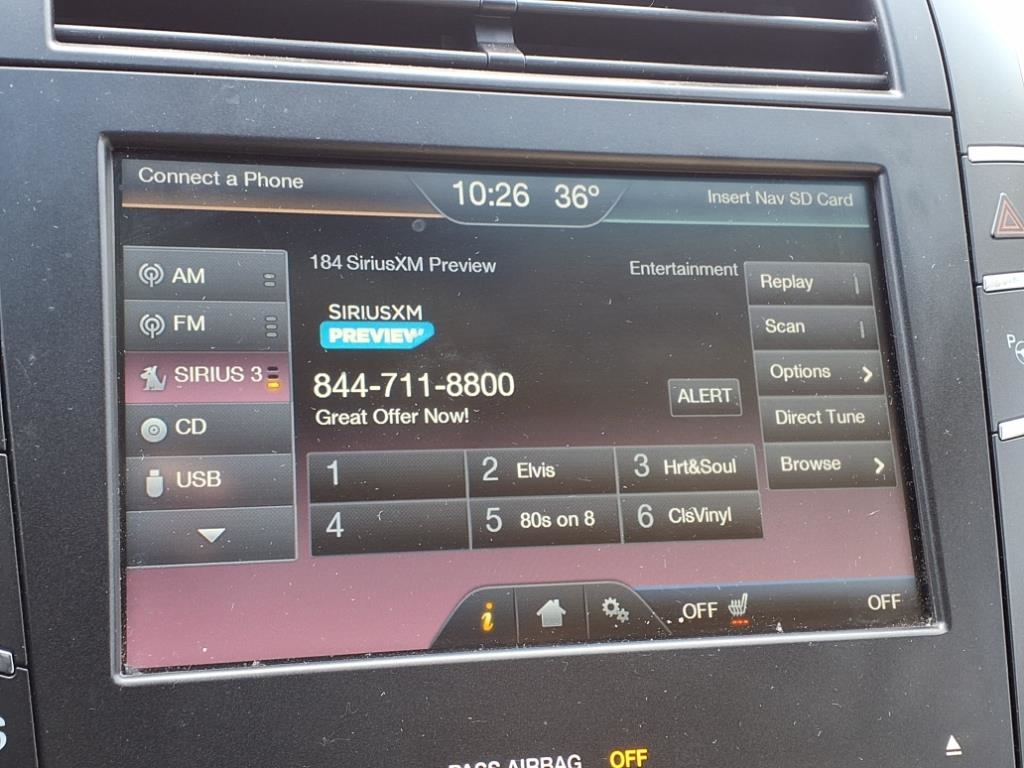 Connect a Phone
10:26 36°
Insert Nav SD Card
AM
FM
SIRIUS 3
CD
USB
184 SiriusXM Preview
Entertainment
SIRIUSXM
PREVIEW
844-711-8800
Great Offer Now!
ALERT
1
2 Elvis
3 Hrt&Soul
4
5 80s on 8
6 ClsVinyl
Replay
Scan
Options
Direct Tune
Browse
i
OFF
OFF
PASS AIRBAG OFF
P